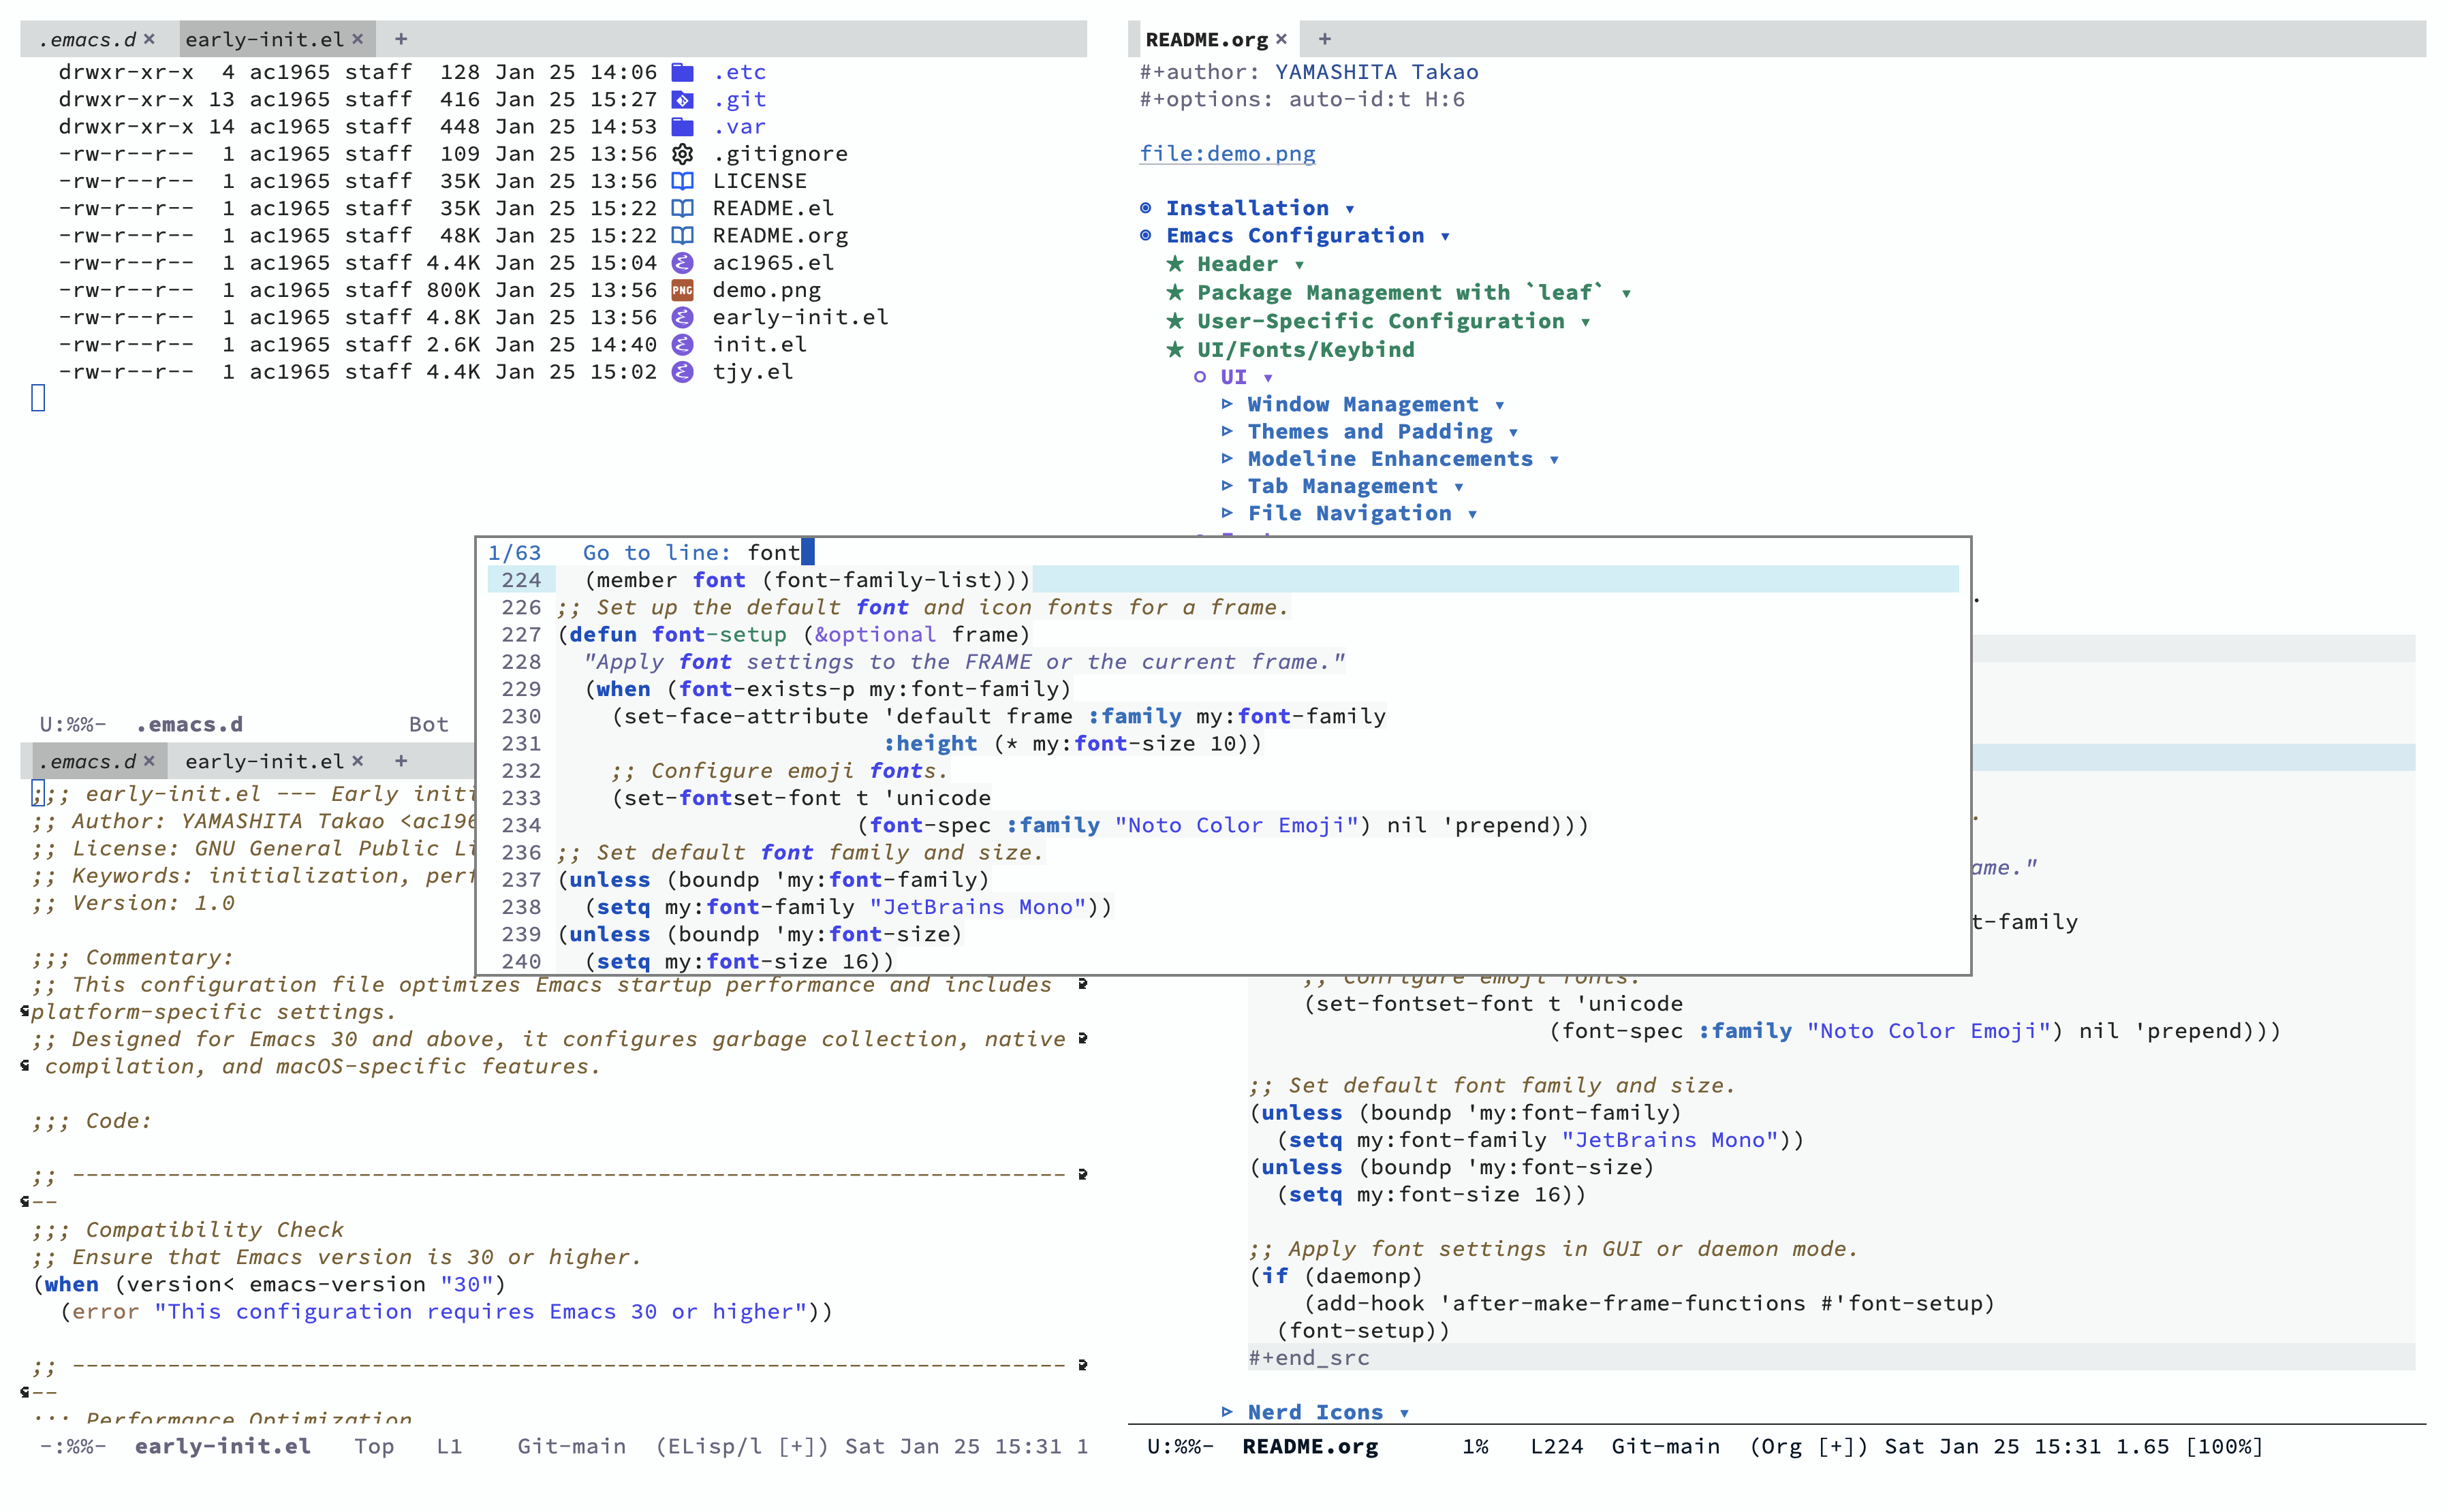 .emacs.d × early-init.el × +
drwxr-xr-x 4 ac1965 staff 128 Jan 25 14:06 .etc
drwxr-xr-x 13 ac1965 staff 416 Jan 25 15:27 .git
drwxr-xr-x 14 ac1965 staff 448 Jan 25 14:53 .var
-rw-r--r-- 1 ac1965 staff 109 Jan 25 13:56 .gitignore
-rw-r--r-- 1 ac1965 staff 35K Jan 25 13:56 LICENSE
-rw-r--r-- 1 ac1965 staff 35K Jan 25 15:22 README.el
-rw-r--r-- 1 ac1965 staff 48K Jan 25 15:22 README.org
-rw-r--r-- 1 ac1965 staff 4.4K Jan 25 15:04 ac1965.el
-rw-r--r-- 1 ac1965 staff 800K Jan 25 13:56 PNG demo.png
-rw-r--r-- 1 ac1965 staff 4.8K Jan 25 13:56 early-init.el
-rw-r--r-- 1 ac1965 staff 2.6K Jan 25 14:40 init.el
-rw-r--r-- 1 ac1965 staff 4.4K Jan 25 15:02 tjy.el
U:%%- .emacs.d Bot
README.org × +
#+author: YAMASHITA Takao
#+options: auto-id:t H:6
file:demo.png
Installation ▾
Emacs Configuration ▾
★ Header ▾
★ Package Management with `leaf` ▾
★ User-Specific Configuration ▾
★ UI/Fonts/Keybind
UI ▾
Window Management ▾
Themes and Padding ▾
Modeline Enhancements ▾
Tab Management ▾
File Navigation ▾
1/63 Go to line: font
224 (member font (font-family-list)))
226 ;; Set up the default font and icon fonts for a frame.
227 (defun font-setup (&optional frame)
228 "Apply font settings to the FRAME or the current frame."
229 (when (font-exists-p my:font-family)
230 (set-face-attribute 'default frame :family my:font-family
231 :height (* my:font-size 10))
232 ;; Configure emoji fonts.
233 (set-fontset-font t 'unicode
234 (font-spec :family "Noto Color Emoji") nil 'prepend)))
236 ;; Set default font family and size.
237 (unless (boundp 'my:font-family)
238 (setq my:font-family "JetBrains Mono"))
239 (unless (boundp 'my:font-size)
240 (setq my:font-size 16))
.emacs.d × early-init.el × +
;;; early-init.el --- Early
;; Author: YAMASHITA Takao <ac196
;; License: GNU General Public
;; Keywords: initialization,
;; Version: 1.0
;;; Commentary:
;; This configuration file optimizes Emacs startup performance and includes
platform-specific settings.
;; Designed for Emacs 30 and above, it configures garbage collection, native
compilation, and macOS-specific features.
;;; Code:
;; -------------------------------------------------------------------------
--
;;; Compatibility Check
;; Ensure that Emacs version is 30 or higher.
(when (version< emacs-version "30")
(error "This configuration requires Emacs 30 or higher"))
;; -------------------------------------------------------------------------
--
;;; Performance Optimization
-:%%- early-init.el Top L1 Git-main (ELisp/l [+]) Sat Jan 25 15:31 1
.
.
ame."
t-family
;; Configure emoji fonts.
(set-fontset-font t 'unicode
(font-spec :family "Noto Color Emoji") nil 'prepend)))
;; Set default font family and size.
(unless (boundp 'my:font-family)
(setq my:font-family "JetBrains Mono"))
(unless (boundp 'my:font-size)
(setq my:font-size 16))
;; Apply font settings in GUI or daemon mode.
(if (daemonp)
(add-hook 'after-make-frame-functions #'font-setup)
(font-setup))
#+end_src
Nerd Icons ▾
U:%%- README.org 1% L224 Git-main (Org [+]) Sat Jan 25 15:31 1.65 [100%]